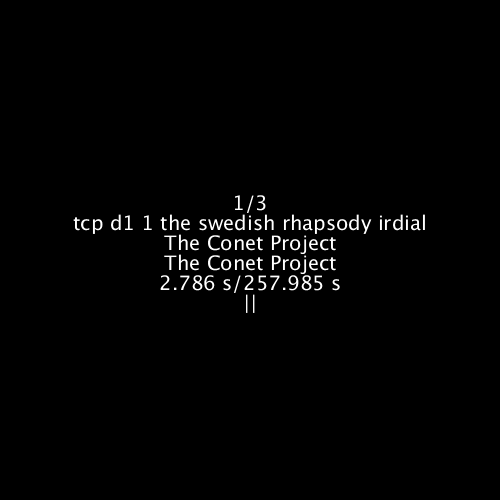 1/3
tcp d1 1 the swedish rhapsody irdial
The Conet Project
The Conet Project
2.786 s/257.985 s
||